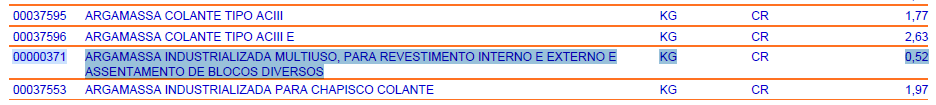 00037595 ARGAMASSA COLANTE TIPO ACIII KG CR 1,77
00037596 ARGAMASSA COLANTE TIPO ACIII E KG CR 2,63
00000371 ARGAMASSA INDUSTRIALIZADA MULTIUSO, PARA REVESTIMENTO INTERNO E EXTERNO E KG CR 0,52
ASSENTAMENTO DE BLOCOS DIVERSOS
00037553 ARGAMASSA INDUSTRIALIZADA PARA CHAPISCO COLANTE KG CR 1,97